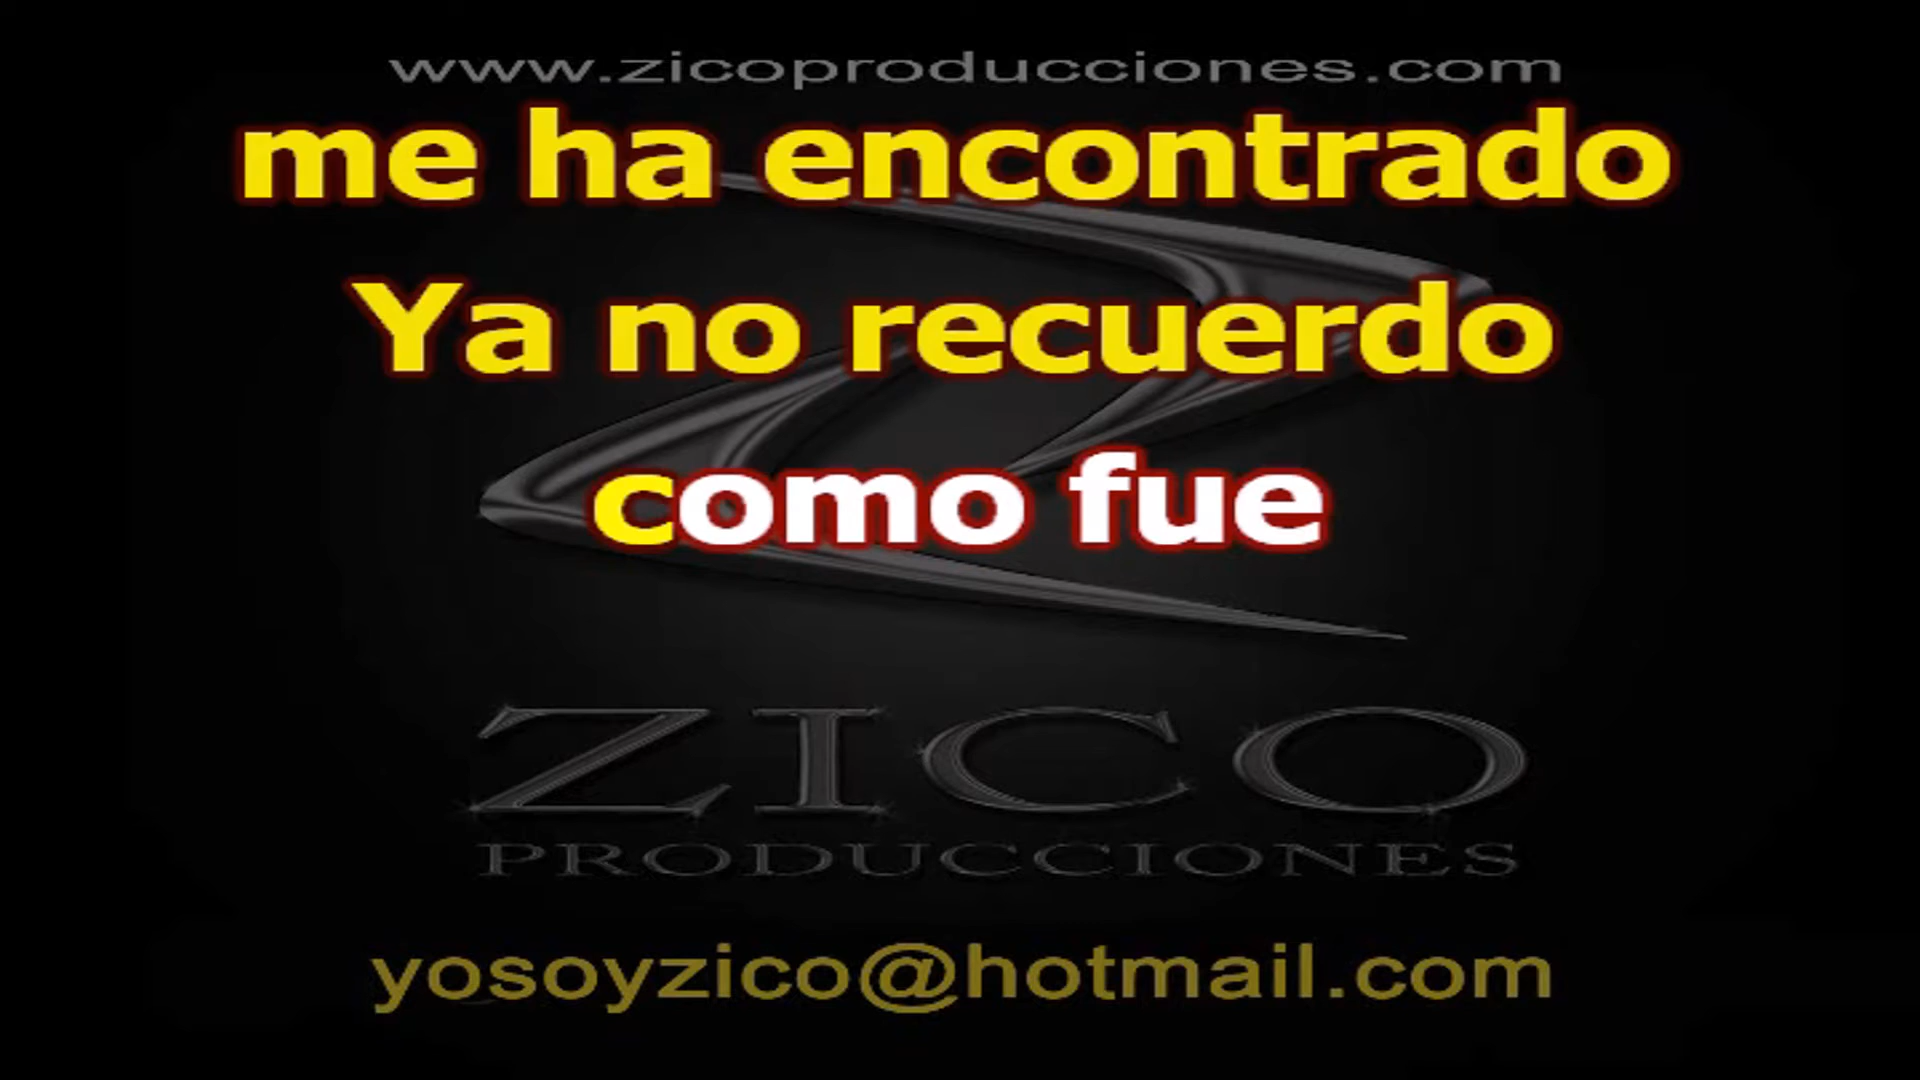 www.zicoproducciones.com
me ha encontrado
Ya no recuerdo
como fue
ZICO
PRODUCCIONES
yosoyzico@hotmail.com